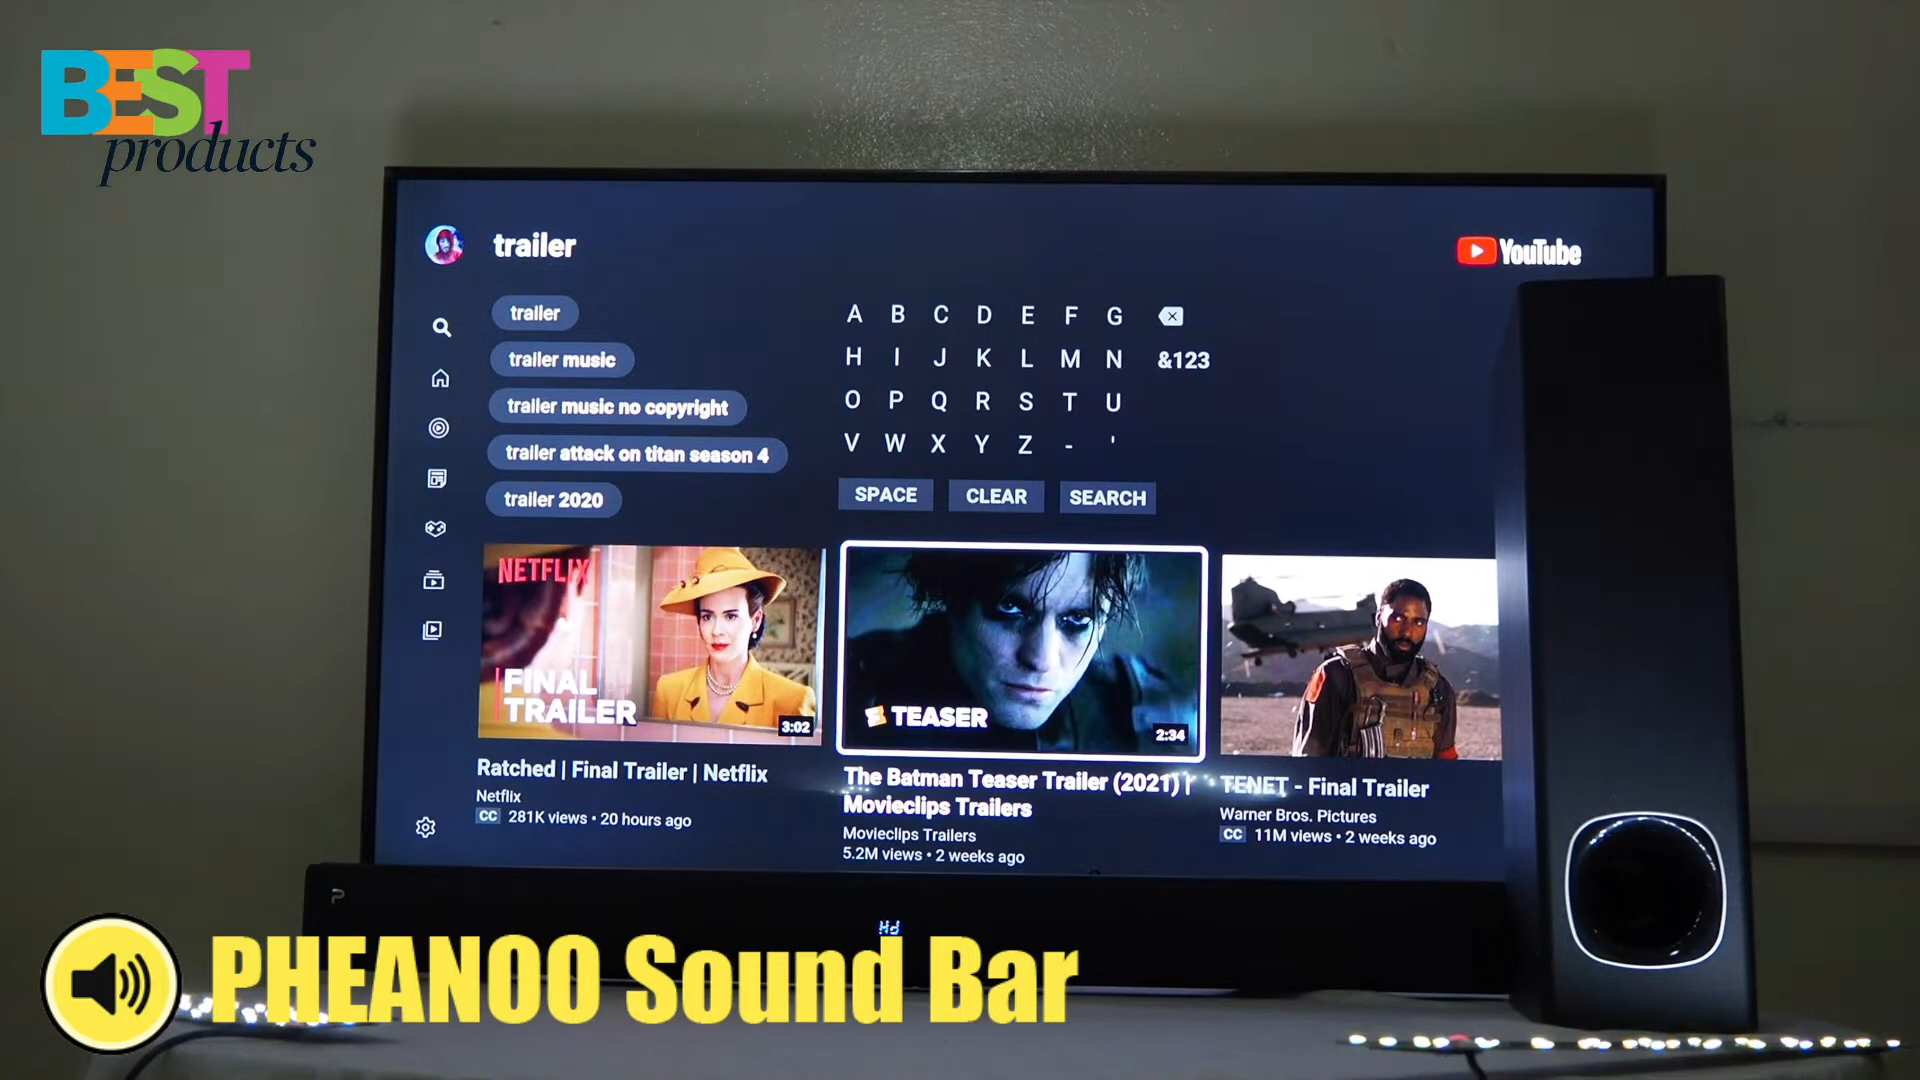 BEST
products
trailer
YouTube
trailer
trailer music
trailer music no copyright
trailer attack on titan season 4
trailer 2020
A B C D E F G
H I J K L M N &123
O P Q R S T U
V W X Y Z - '
SPACE CLEAR SEARCH
NETFLIX
FINAL
TRAILER
3:02
TEASER
2:34
Ratched | Final Trailer | Netflix
Netflix
CC 281K views • 20 hours ago
The Batman Teaser Trailer (2021) |
Movieclips Trailers
Movieclips Trailers
5.2M views • 2 weeks ago
TENET - Final Trailer
Warner Bros. Pictures
CC 11M views • 2 weeks ago
PHEANOO Sound Bar